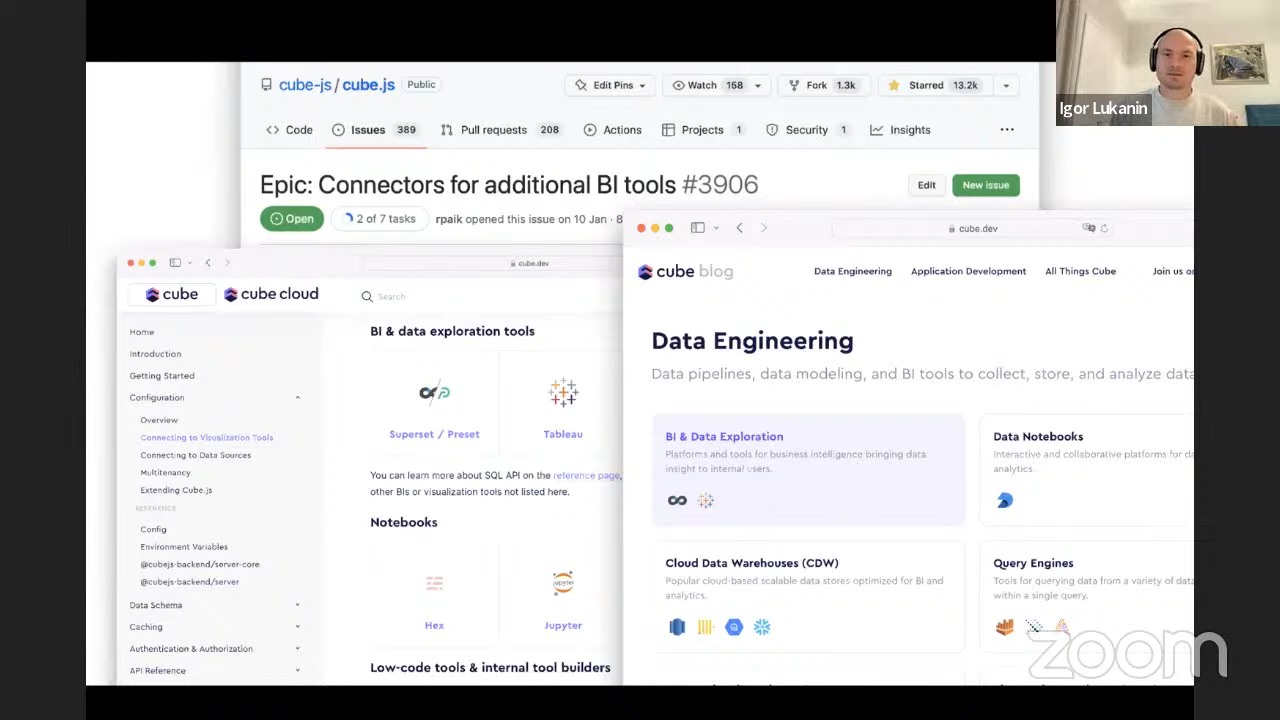 cube-js / cube.js Public
Edit Pins Watch 158 Fork 1.3k Starred 13.2k
Code Issues 389 Pull requests 208 Actions Projects 1 Security 1 Insights
Epic: Connectors for additional BI tools #3906
Edit New issue
Open 2 of 7 tasks rpaik opened this issue on 10 Jan · 8
Igor Lukanin
cube.dev
cube cube cloud Search
Home
Introduction
Getting Started
Configuration
Overview
Connecting to Visualization Tools
Connecting to Data Sources
Multitenancy
Extending Cube.js
REFERENCE
Config
Environment Variables
@cubejs-backend/server-core
@cubejs-backend/server
Data Schema
Caching
Authentication & Authorization
API Reference
BI & data exploration tools
Superset / Preset Tableau
You can learn more about SQL API on the reference page,
other BIs or visualization tools not listed here.
Notebooks
Hex Jupyter
Low-code tools & internal tool builders
cube.dev
cube blog Data Engineering Application Development All Things Cube Join us
Data Engineering
Data pipelines, data modeling, and BI tools to collect, store, and analyze data
BI & Data Exploration
Platforms and tools for business intelligence bringing data
insight to internal users.
Data Notebooks
Interactive and collaborative platforms for
analytics.
Cloud Data Warehouses (CDW)
Popular cloud-based scalable data stores optimized for BI and
analytics.
Query Engines
Tools for querying data from a variety of data
within a single query.
zoom